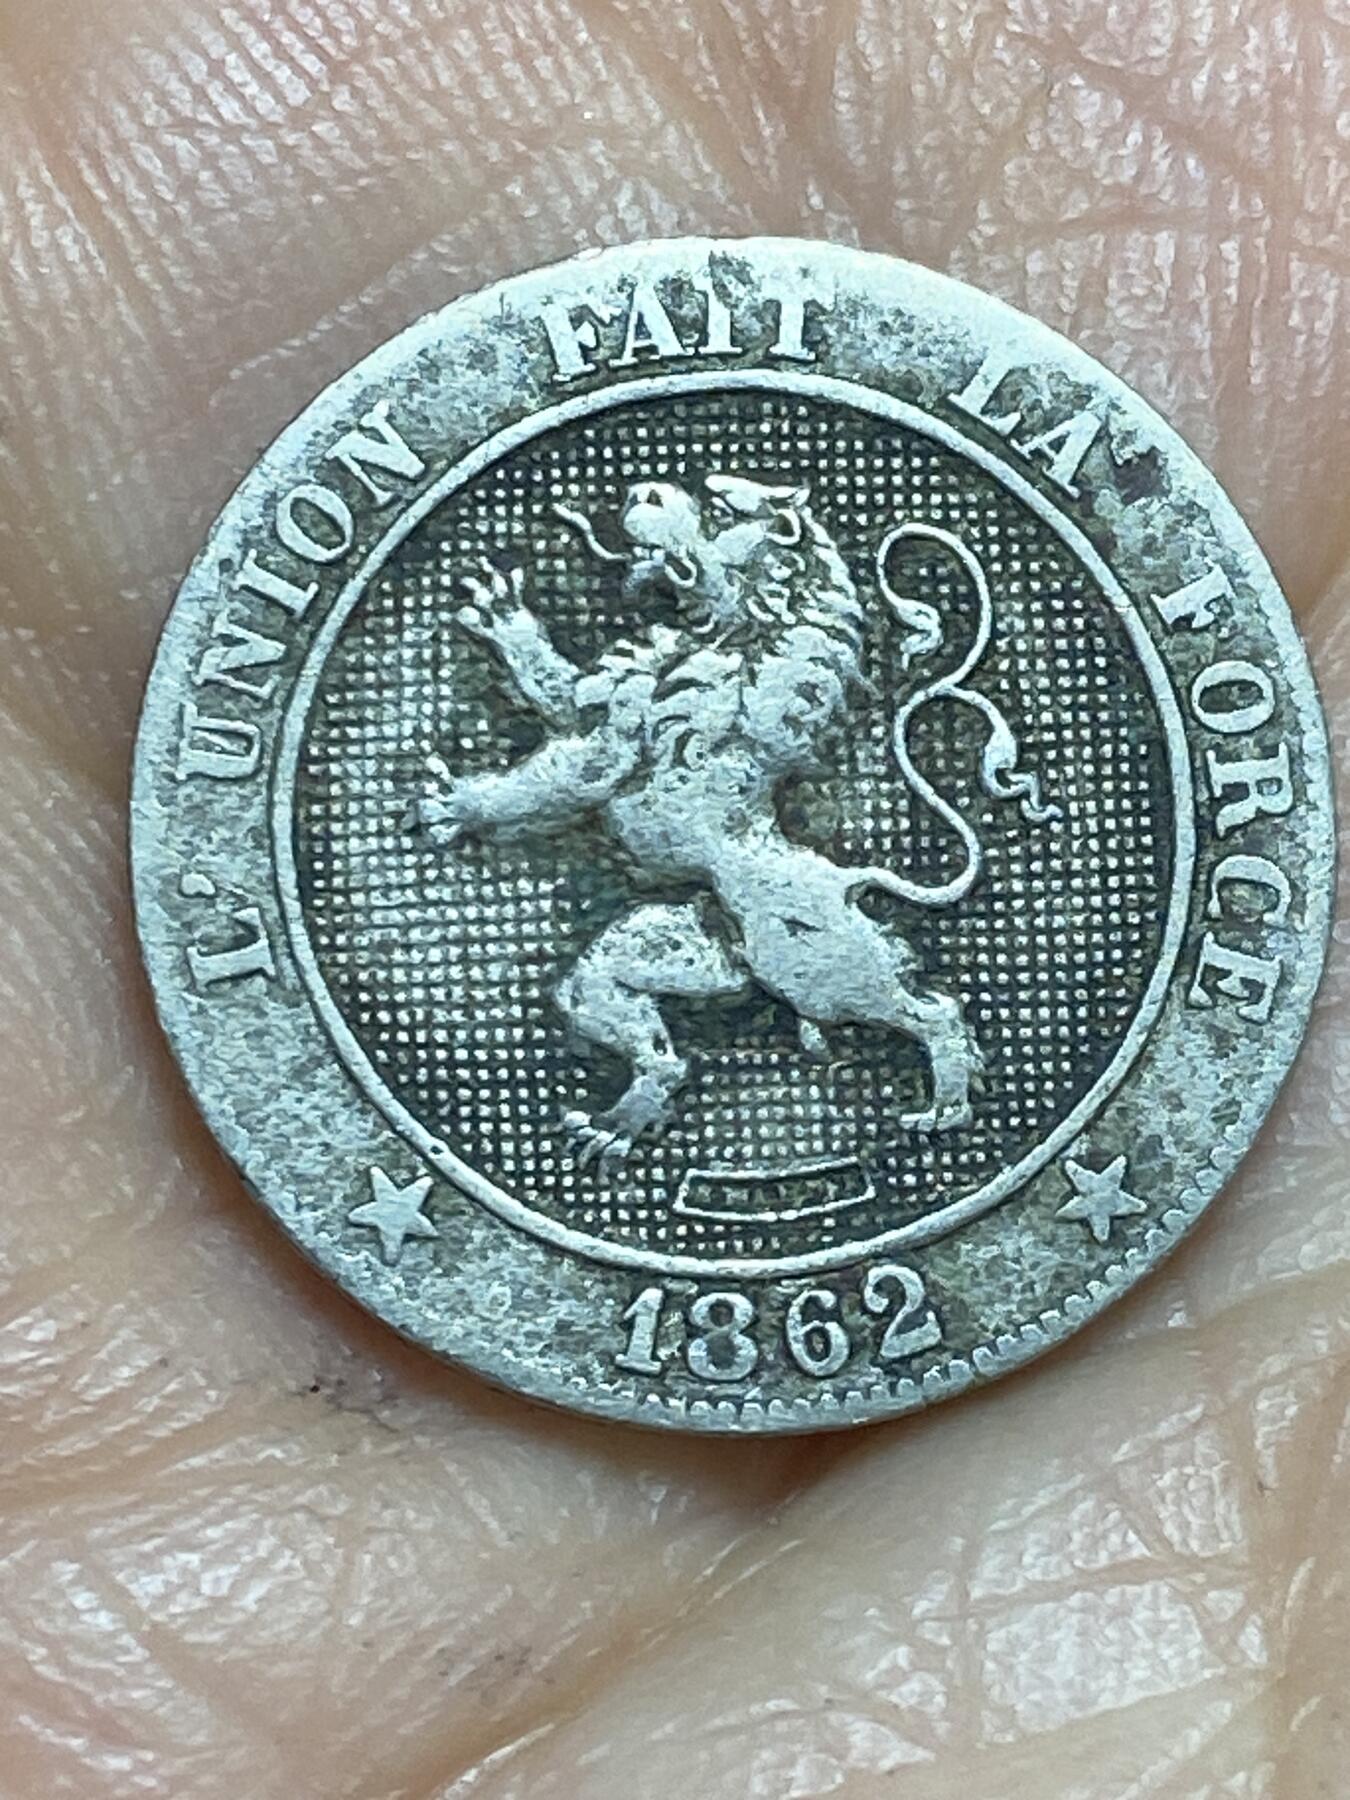 L'UNION FAIT LA FORCE
1862